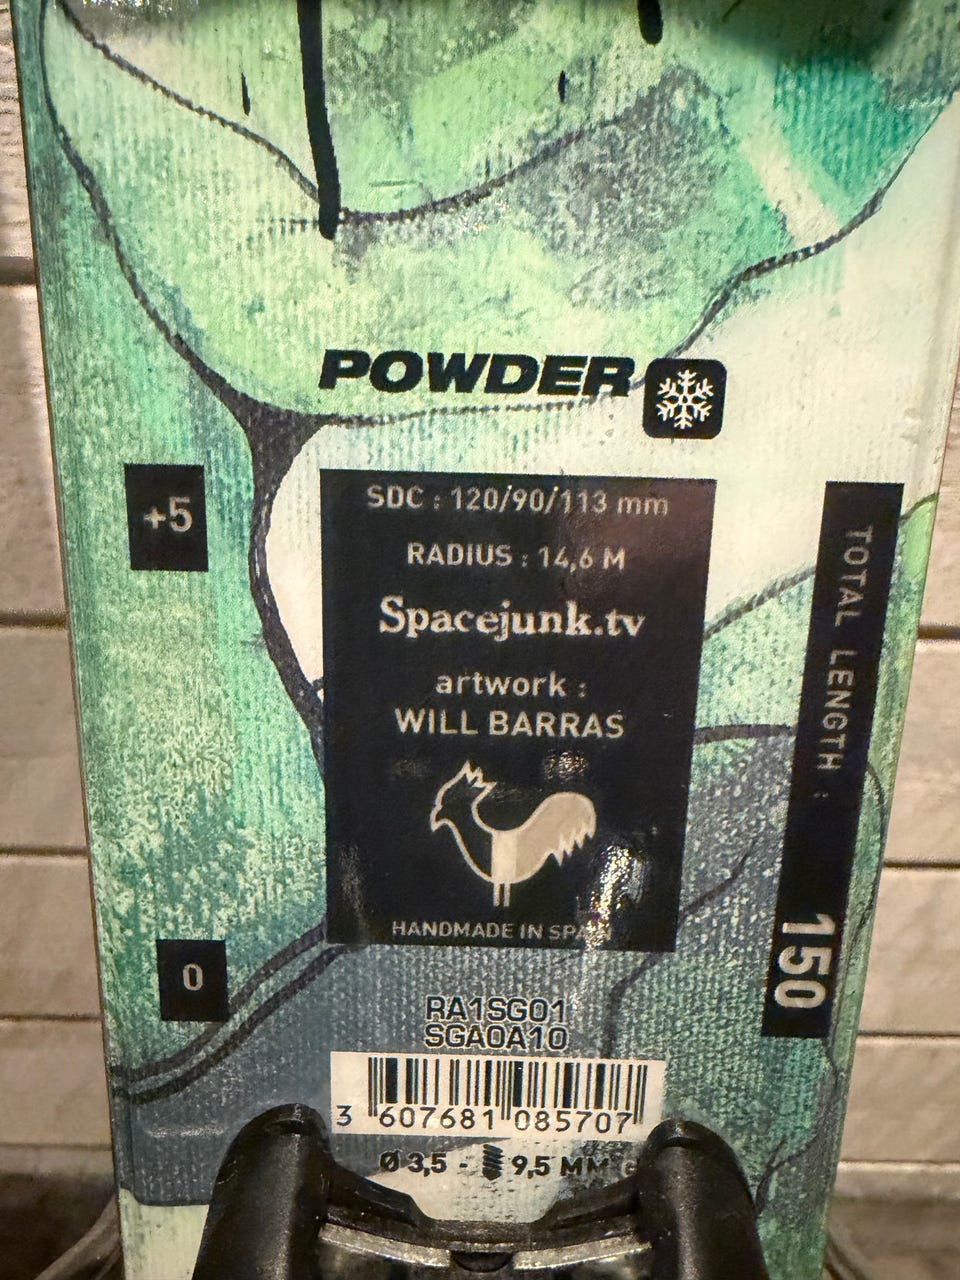 POWDER
+5
SDC : 120/90/113 mm
RADIUS : 14,6 M
Spacejunk.tv
artwork :
WILL BARRAS
HANDMADE IN SPAIN
TOTAL LENGTH :
150
0
RA1SG01
SGA0A10
3 607681 085707
Ø 3,5 - 9,5 MM